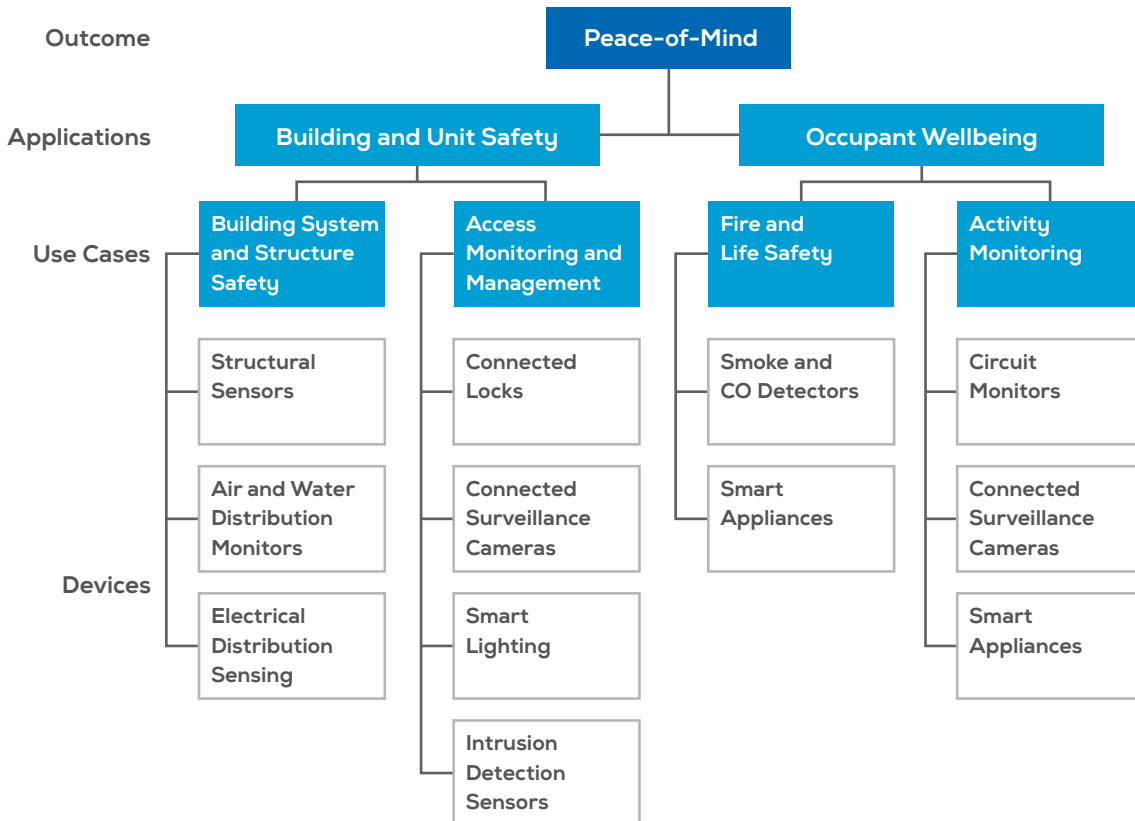 Outcome
Peace-of-Mind
Applications
Building and Unit Safety
Occupant Wellbeing
Use Cases
Building System
and Structure
Safety
Access
Monitoring and
Management
Fire and
Life Safety
Activity
Monitoring
Devices
Structural
Sensors
Air and Water
Distribution
Monitors
Electrical
Distribution
Sensing
Connected
Locks
Connected
Surveillance
Cameras
Smart
Lighting
Intrusion
Detection
Sensors
Smoke and
CO Detectors
Smart
Appliances
Circuit
Monitors
Connected
Surveillance
Cameras
Smart
Appliances